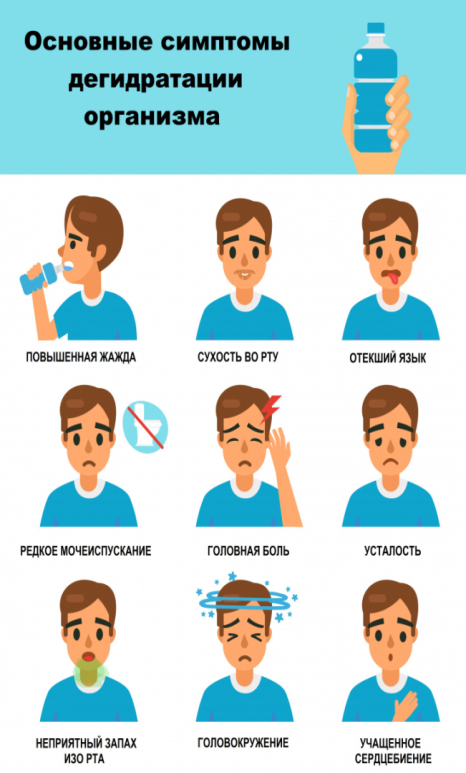 Основные симптомы
дегидратации
организма
ПОВЫШЕННАЯ ЖАЖДА
СУХОСТЬ ВО РТУ
ОТЕКШИЙ ЯЗЫК
РЕДКОЕ МОЧЕИСПУСКАНИЕ
ГОЛОВНАЯ БОЛЬ
УСТАЛОСТЬ
НЕПРИЯТНЫЙ ЗАПАХ
ИЗО РТА
ГОЛОВОКРУЖЕНИЕ
УЧАЩЕННОЕ
СЕРДЦЕБИЕНИЕ